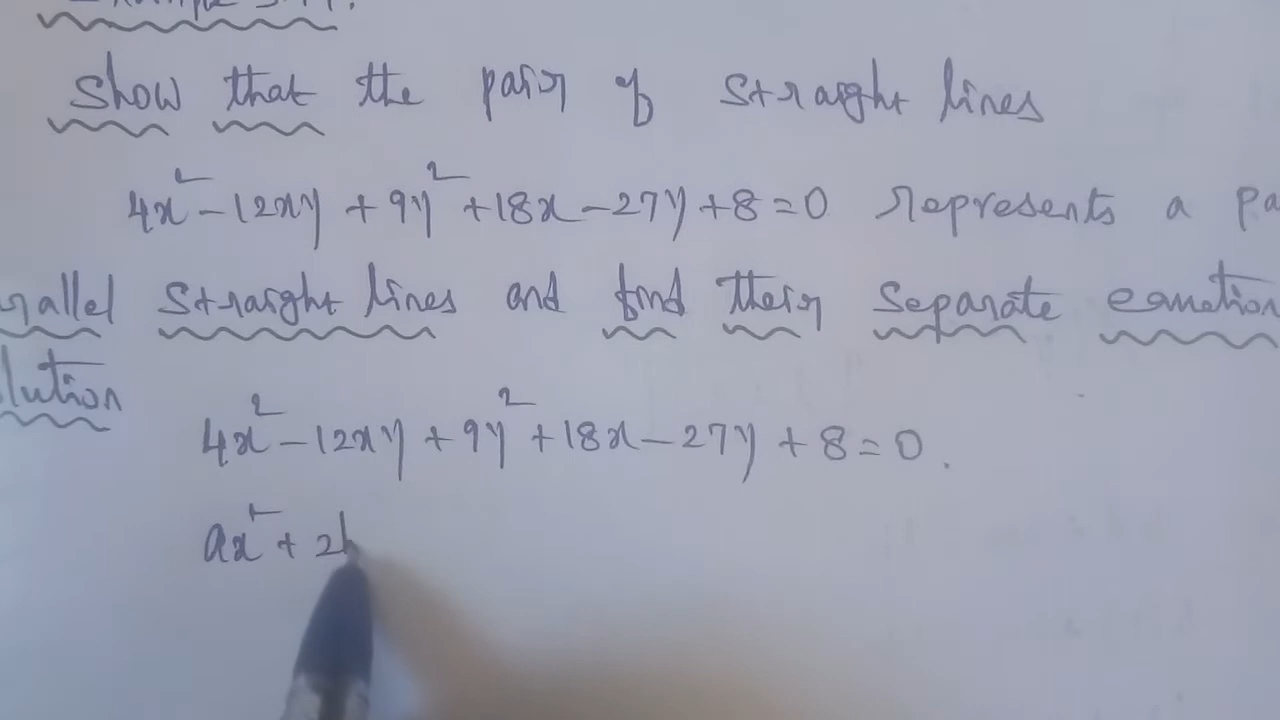 Show that the pair of straight lines
4x² - 12xy + 9y² + 18x - 27y + 8 = 0 represents a pa
rallel straight lines and find their separate equation
lution
4x² - 12xy + 9y² + 18x - 27y + 8 = 0.
ax² + 2h